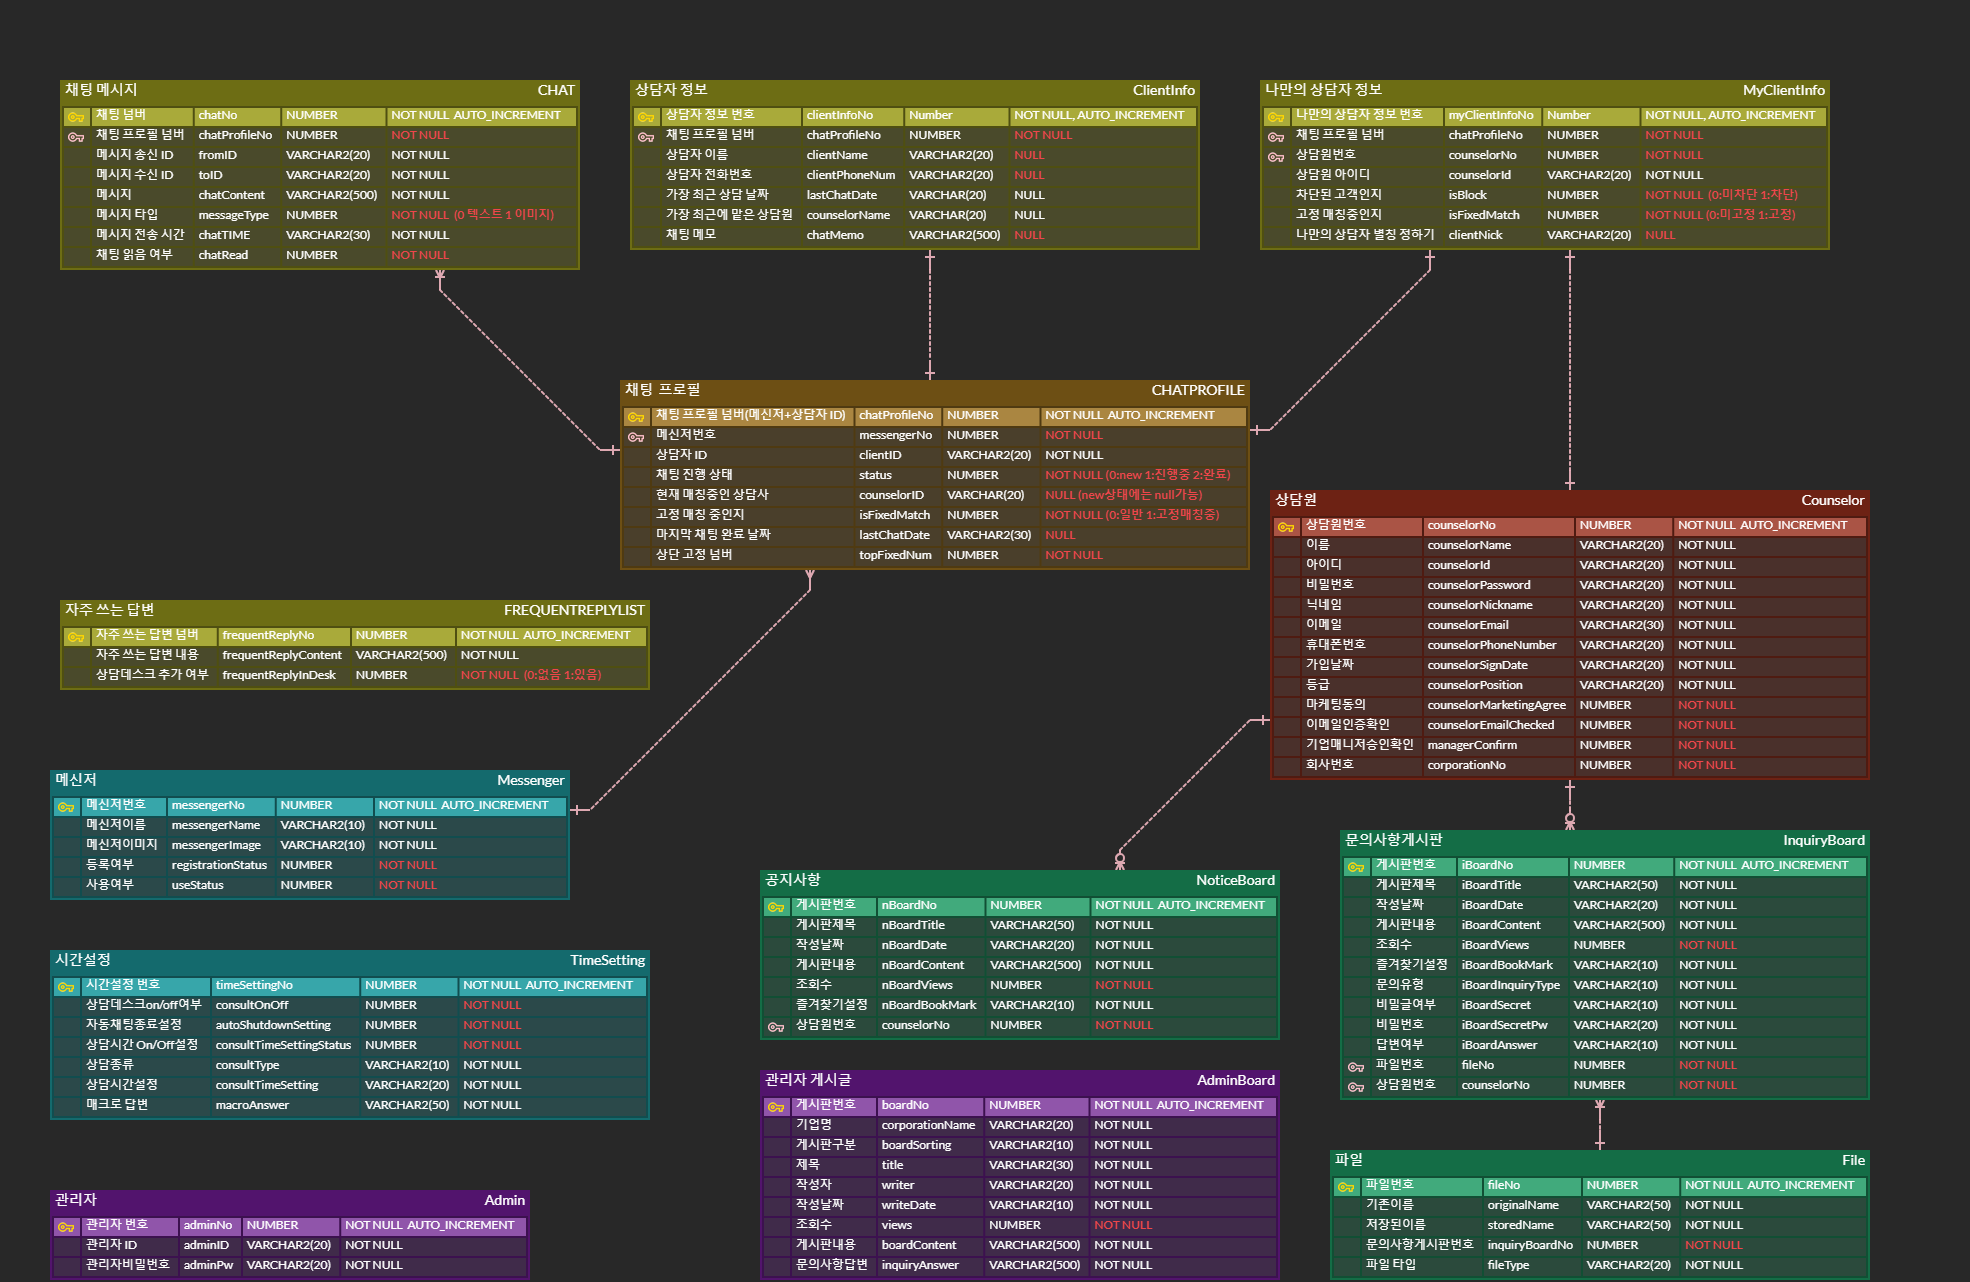 채팅 메시지 CHAT
채팅 넘버 chatNo NUMBER NOT NULL AUTO_INCREMENT
채팅 프로필 넘버 chatProfileNo NUMBER NOT NULL
메시지 송신 ID fromID VARCHAR2(20) NOT NULL
메시지 수신 ID toID VARCHAR2(20) NOT NULL
메시지 chatContent VARCHAR2(500) NOT NULL
메시지 타입 messageType NUMBER NOT NULL (0 텍스트 1 이미지)
메시지 전송 시간 chatTIME VARCHAR2(30) NOT NULL
채팅 읽음 여부 chatRead NUMBER NOT NULL
상담자 정보 ClientInfo
상담자 정보 번호 clientInfoNo Number NOT NULL, AUTO_INCREMENT
채팅 프로필 넘버 chatProfileNo NUMBER NOT NULL
상담자 이름 clientName VARCHAR2(20) NULL
상담자 전화번호 clientPhoneNum VARCHAR2(20) NULL
가장 최근 상담 날짜 lastChatDate VARCHAR(20) NULL
가장 최근에 맡은 상담원 counselorName VARCHAR(20) NULL
채팅 메모 chatMemo VARCHAR2(500) NULL
나만의 상담자 정보 MyClientInfo
나만의 상담자 정보 번호 myClientInfoNo Number NOT NULL, AUTO_INCREMENT
채팅 프로필 넘버 chatProfileNo NUMBER NOT NULL
상담원번호 counselorNo NUMBER NOT NULL
상담원 아이디 counselorId VARCHAR2(20) NOT NULL
차단된 고객인지 isBlock NUMBER NOT NULL (0:미차단 1:차단)
고정 매칭중인지 isFixedMatch NUMBER NOT NULL (0:미고정 1:고정)
나만의 상담자 별칭 정하기 clientNick VARCHAR2(20) NULL
채팅 프로필 CHATPROFILE
채팅 프로필 넘버(메신저+상담자 ID) chatProfileNo NUMBER NOT NULL AUTO_INCREMENT
메신저번호 messengerNo NUMBER NOT NULL
상담자 ID clientID VARCHAR2(20) NOT NULL
채팅 진행 상태 status NUMBER NOT NULL (0:new 1:진행중 2:완료)
현재 매칭중인 상담사 counselorID VARCHAR(20) NULL (new상태에는 null가능)
고정 매칭 중인지 isFixedMatch NUMBER NOT NULL (0:일반 1:고정매칭중)
마지막 채팅 완료 날짜 lastChatDate VARCHAR2(30) NULL
상단 고정 넘버 topFixedNum NUMBER NOT NULL
상담원 Counselor
상담원번호 counselorNo NUMBER NOT NULL AUTO_INCREMENT
이름 counselorName VARCHAR2(20) NOT NULL
아이디 counselorId VARCHAR2(20) NOT NULL
비밀번호 counselorPassword VARCHAR2(20) NOT NULL
닉네임 counselorNickname VARCHAR2(20) NOT NULL
이메일 counselorEmail VARCHAR2(30) NOT NULL
휴대폰번호 counselorPhoneNumber VARCHAR2(20) NOT NULL
가입날짜 counselorSignDate VARCHAR2(20) NOT NULL
등급 counselorPosition VARCHAR2(20) NOT NULL
마케팅동의 counselorMarketingAgree NUMBER NOT NULL
이메일인증확인 counselorEmailChecked NUMBER NOT NULL
기업매니저승인확인 managerConfirm NUMBER NOT NULL
회사번호 corporationNo NUMBER NOT NULL
자주 쓰는 답변 FREQUENTREPLYLIST
자주 쓰는 답변 넘버 frequentReplyNo NUMBER NOT NULL AUTO_INCREMENT
자주 쓰는 답변 내용 frequentReplyContent VARCHAR2(500) NOT NULL
상담데스크 추가 여부 frequentReplyInDesk NUMBER NOT NULL (0:없음 1:있음)
메신저 Messenger
메신저번호 messengerNo NUMBER NOT NULL AUTO_INCREMENT
메신저이름 messengerName VARCHAR2(10) NOT NULL
메신저이미지 messengerImage VARCHAR2(10) NOT NULL
등록여부 registrationStatus NUMBER NOT NULL
사용여부 useStatus NUMBER NOT NULL
문의사항게시판 InquiryBoard
게시판번호 iBoardNo NUMBER NOT NULL AUTO_INCREMENT
게시판제목 iBoardTitle VARCHAR2(50) NOT NULL
작성날짜 iBoardDate VARCHAR2(20) NOT NULL
게시판내용 iBoardContent VARCHAR2(500) NOT NULL
조회수 iBoardViews NUMBER NOT NULL
즐겨찾기설정 iBoardBookMark VARCHAR2(10) NOT NULL
문의유형 iBoardInquiryType VARCHAR2(10) NOT NULL
비밀글여부 iBoardSecret VARCHAR2(10) NOT NULL
비밀번호 iBoardSecretPw VARCHAR2(20) NOT NULL
답변여부 iBoardAnswer VARCHAR2(10) NOT NULL
파일번호 fileNo NUMBER NOT NULL
상담원번호 counselorNo NUMBER NOT NULL
공지사항 NoticeBoard
게시판번호 nBoardNo NUMBER NOT NULL AUTO_INCREMENT
게시판제목 nBoardTitle VARCHAR2(50) NOT NULL
작성날짜 nBoardDate VARCHAR2(20) NOT NULL
게시판내용 nBoardContent VARCHAR2(500) NOT NULL
조회수 nBoardViews NUMBER NOT NULL
즐겨찾기설정 nBoardBookMark VARCHAR2(10) NOT NULL
상담원번호 counselorNo NUMBER NOT NULL
시간설정 TimeSetting
시간설정 번호 timeSettingNo NUMBER NOT NULL AUTO_INCREMENT
상담데스크on/off여부 consultOnOff NUMBER NOT NULL
자동채팅종료설정 autoShutdownSetting NUMBER NOT NULL
상담시간 On/Off설정 consultTimeSettingStatus NUMBER NOT NULL
상담종류 consultType VARCHAR2(10) NOT NULL
상담시간설정 consultTimeSetting VARCHAR2(20) NOT NULL
매크로 답변 macroAnswer VARCHAR2(50) NOT NULL
관리자 게시글 AdminBoard
게시판번호 boardNo NUMBER NOT NULL AUTO_INCREMENT
기업명 corporationName VARCHAR2(20) NOT NULL
게시판구분 boardSorting VARCHAR2(10) NOT NULL
제목 title VARCHAR2(30) NOT NULL
작성자 writer VARCHAR2(20) NOT NULL
작성날짜 writeDate VARCHAR2(10) NOT NULL
조회수 views NUMBER NOT NULL
게시판내용 boardContent VARCHAR2(500) NOT NULL
문의사항답변 inquiryAnswer VARCHAR2(500) NOT NULL
파일 File
파일번호 fileNo NUMBER NOT NULL AUTO_INCREMENT
기존이름 originalName VARCHAR2(50) NOT NULL
저장된이름 storedName VARCHAR2(50) NOT NULL
문의사항게시판번호 inquiryBoardNo NUMBER NOT NULL
파일 타입 fileType VARCHAR2(20) NOT NULL
관리자 Admin
관리자 번호 adminNo NUMBER NOT NULL AUTO_INCREMENT
관리자 ID adminID VARCHAR2(20) NOT NULL
관리자비밀번호 adminPw VARCHAR2(20) NOT NULL